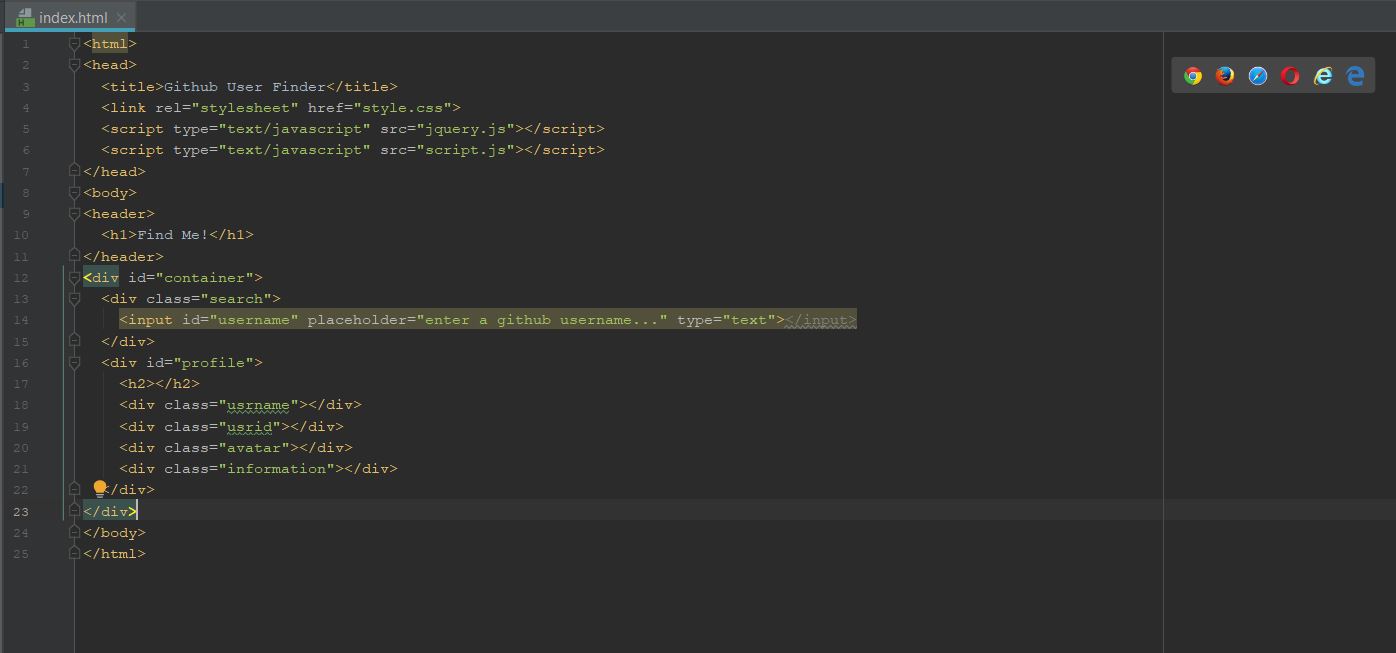 index.html
1 <html>
2 <head>
3 <title>Github User Finder</title>
4 <link rel="stylesheet" href="style.css">
5 <script type="text/javascript" src="jquery.js"></script>
6 <script type="text/javascript" src="script.js"></script>
7 </head>
8 <body>
9 <header>
10 <h1>Find Me!</h1>
11 </header>
12 <div id="container">
13 <div class="search">
14 <input id="username" placeholder="enter a github username..." type="text"></input>
15 </div>
16 <div id="profile">
17 <h2></h2>
18 <div class="usrname"></div>
19 <div class="usrid"></div>
20 <div class="avatar"></div>
21 <div class="information"></div>
22 </div>
23 </div>
24 </body>
25 </html>